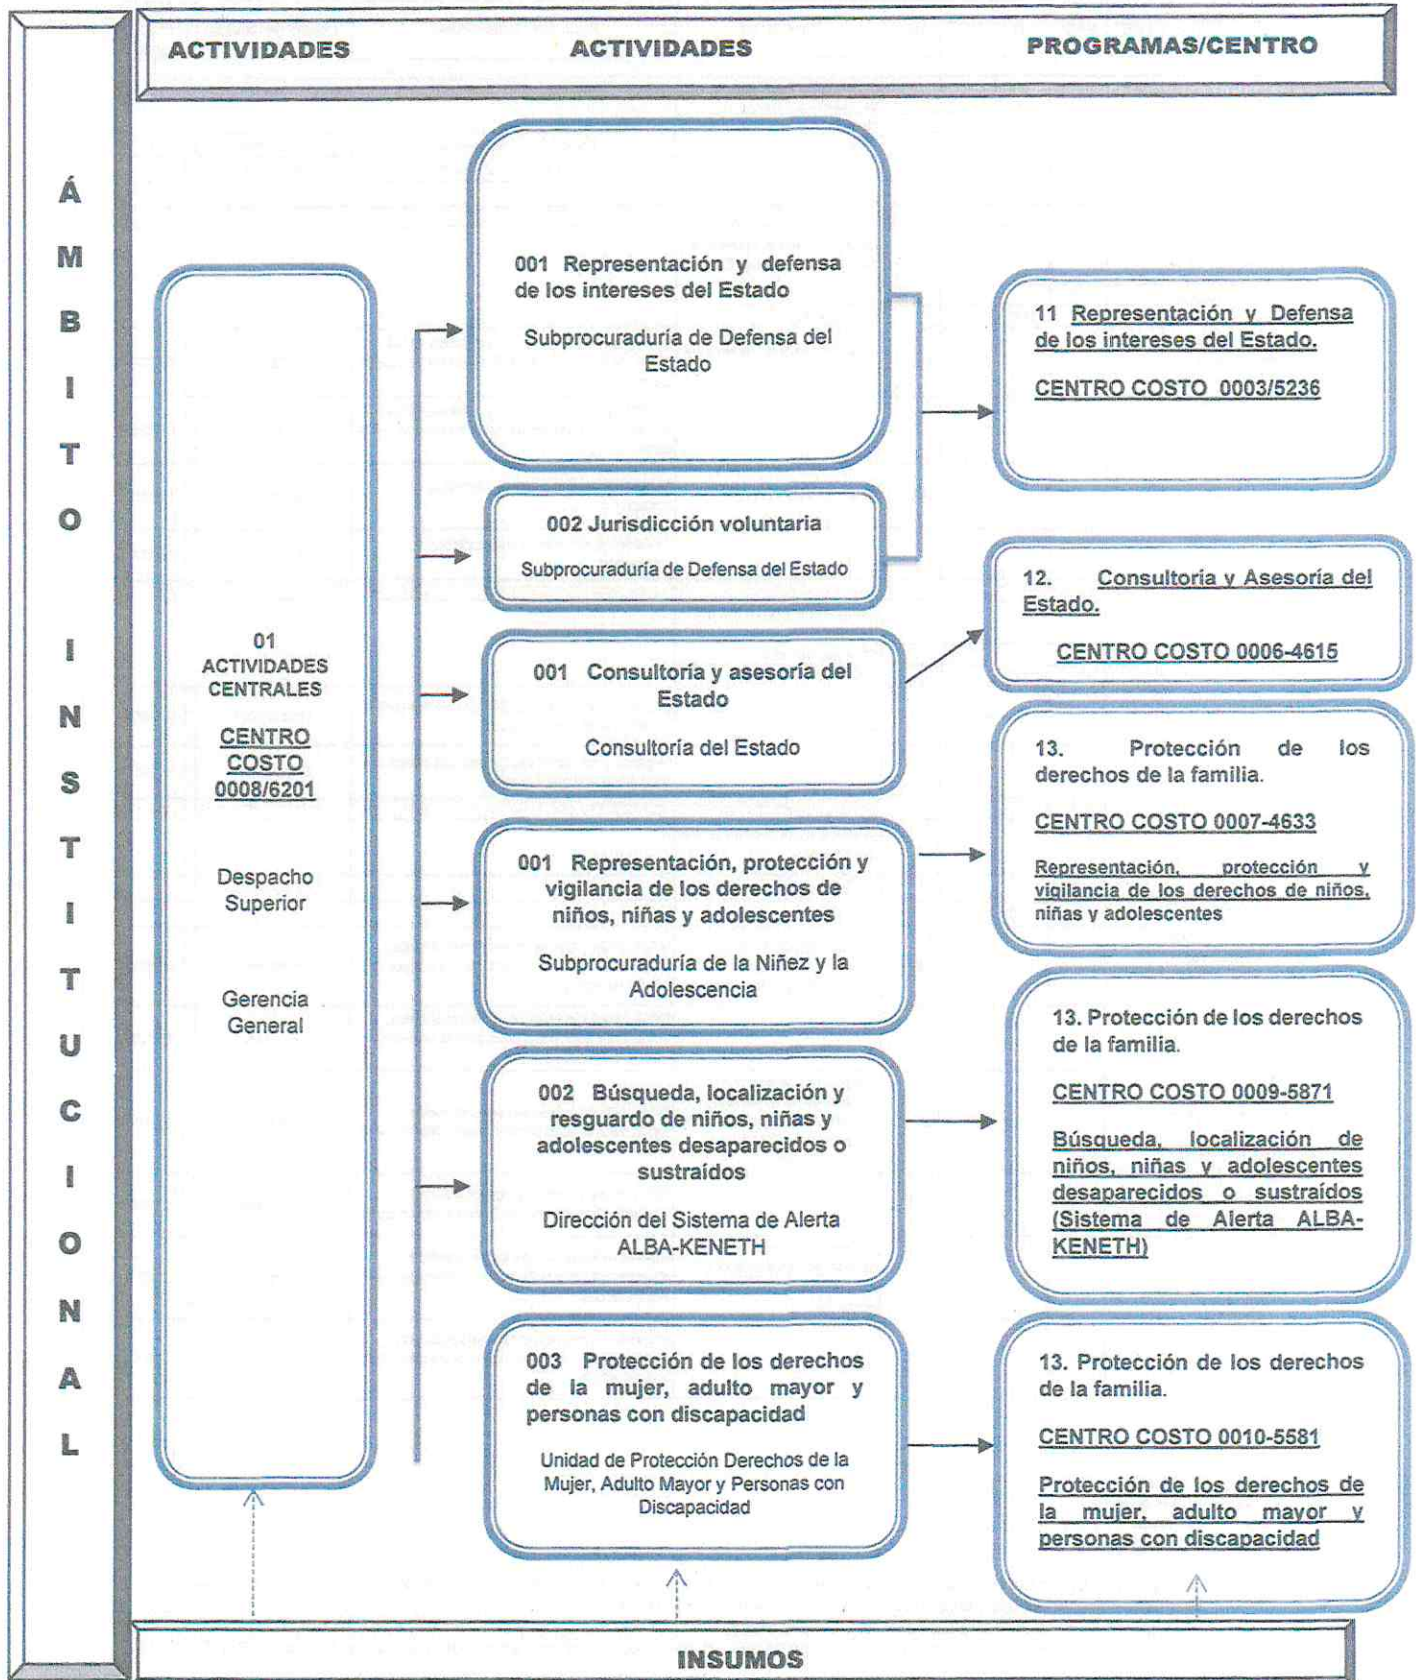 ACTIVIDADES ACTIVIDADES PROGRAMAS/CENTRO
ÁMBITO INSTITUCIONAL
01
ACTIVIDADES
CENTRALES
CENTRO
COSTO
0008/6201
Despacho
Superior
Gerencia
General
001 Representación y defensa
de los intereses del Estado
Subprocuraduría de Defensa del
Estado
002 Jurisdicción voluntaria
Subprocuraduría de Defensa del Estado
001 Consultoría y asesoría del
Estado
Consultoría del Estado
001 Representación, protección y
vigilancia de los derechos de
niños, niñas y adolescentes
Subprocuraduría de la Niñez y la
Adolescencia
002 Búsqueda, localización y
resguardo de niños, niñas y
adolescentes desaparecidos o
sustraídos
Dirección del Sistema de Alerta
ALBA-KENETH
003 Protección de los derechos
de la mujer, adulto mayor y
personas con discapacidad
Unidad de Protección Derechos de la
Mujer, Adulto Mayor y Personas con
Discapacidad
11 Representación y Defensa
de los intereses del Estado.
CENTRO COSTO 0003/5236
12. Consultoría y Asesoría del
Estado.
CENTRO COSTO 0006-4615
13. Protección de los
derechos de la familia.
CENTRO COSTO 0007-4633
Representación, protección y
vigilancia de los derechos de niños,
niñas y adolescentes
13. Protección de los derechos
de la familia.
CENTRO COSTO 0009-5871
Búsqueda, localización de
niños, niñas y adolescentes
desaparecidos o sustraídos
(Sistema de Alerta ALBA-
KENETH)
13. Protección de los derechos
de la familia.
CENTRO COSTO 0010-5581
Protección de los derechos de
la mujer, adulto mayor y
personas con discapacidad
INSUMOS